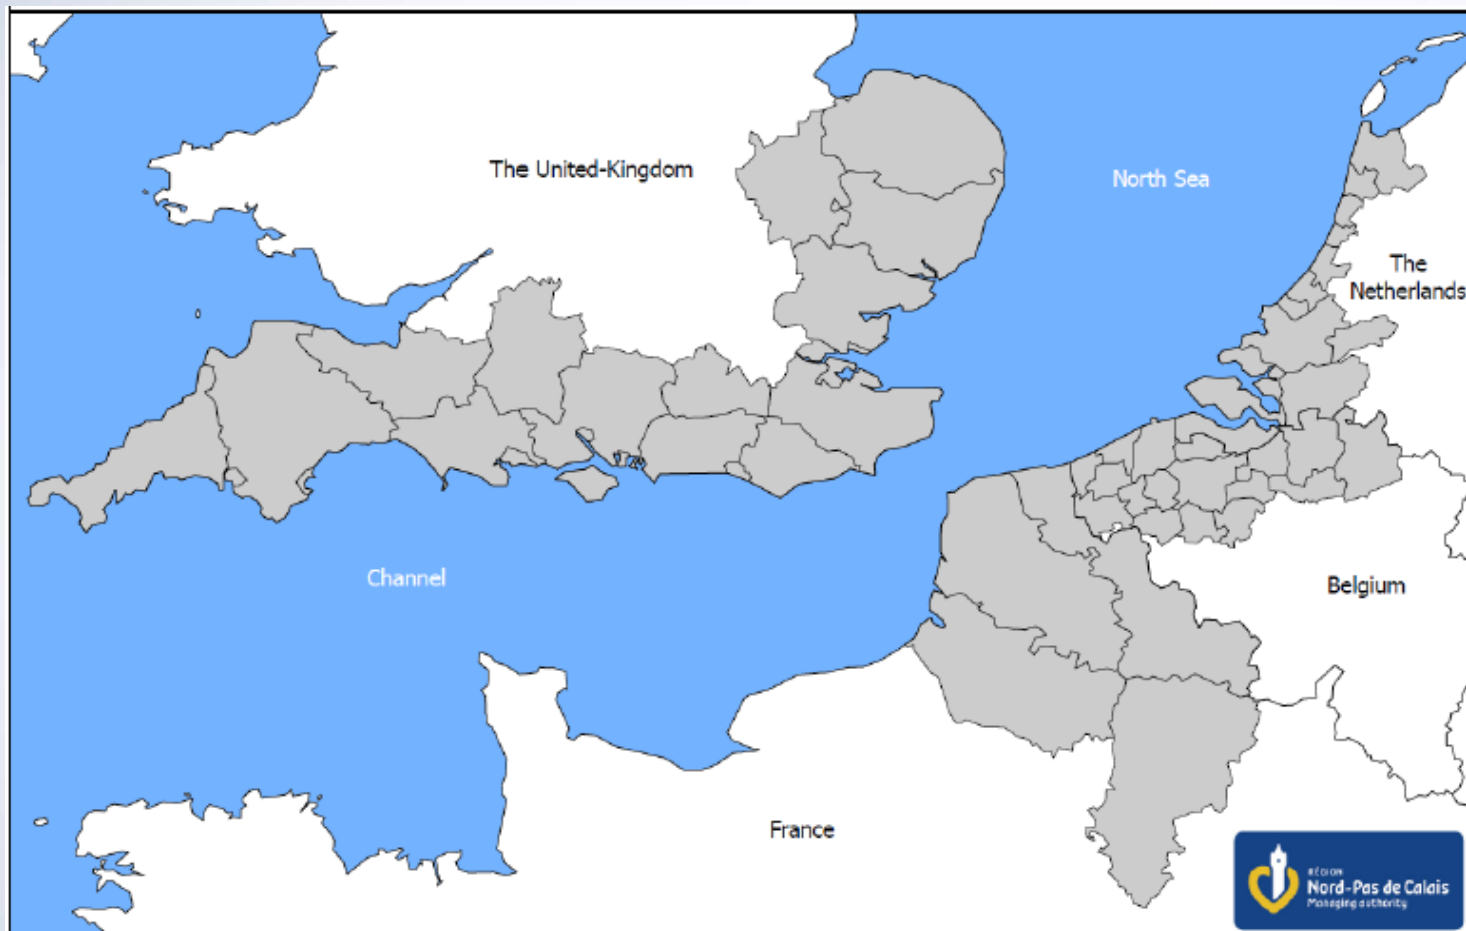 The United-Kingdom
North Sea
The
Netherlands
Channel
Belgium
France
RÉGION
Nord-Pas de Calais
Managing authority